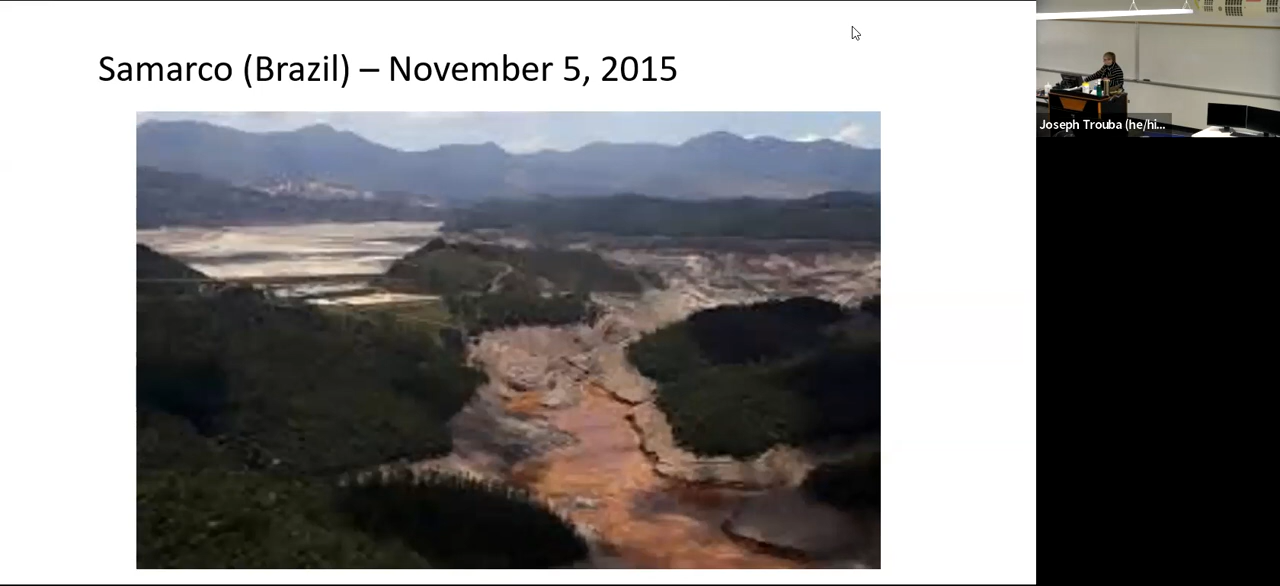 Samarco (Brazil) – November 5, 2015
Joseph Trouba (he/hi...